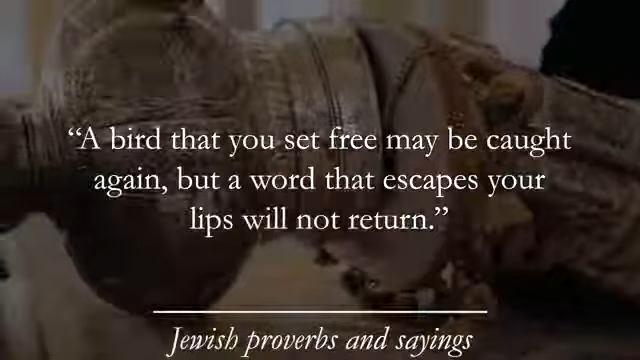 “A bird that you set free may be caught
again, but a word that escapes your
lips will not return.”
Jewish proverbs and sayings